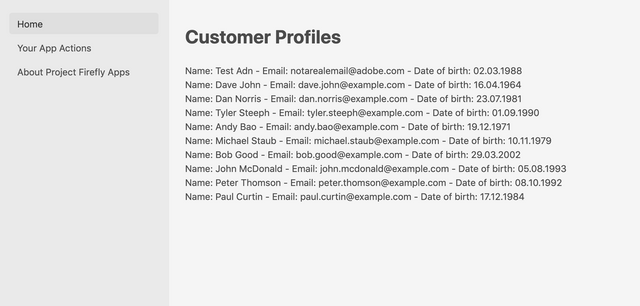 Home
Your App Actions
About Project Firefly Apps
Customer Profiles
Name: Test Adn - Email: notarealemail@adobe.com - Date of birth: 02.03.1988
Name: Dave John - Email: dave.john@example.com - Date of birth: 16.04.1964
Name: Dan Norris - Email: dan.norris@example.com - Date of birth: 23.07.1981
Name: Tyler Steeph - Email: tyler.steeph@example.com - Date of birth: 01.09.1990
Name: Andy Bao - Email: andy.bao@example.com - Date of birth: 19.12.1971
Name: Michael Staub - Email: michael.staub@example.com - Date of birth: 10.11.1979
Name: Bob Good - Email: bob.good@example.com - Date of birth: 29.03.2002
Name: John McDonald - Email: john.mcdonald@example.com - Date of birth: 05.08.1993
Name: Peter Thomson - Email: peter.thomson@example.com - Date of birth: 08.10.1992
Name: Paul Curtin - Email: paul.curtin@example.com - Date of birth: 17.12.1984